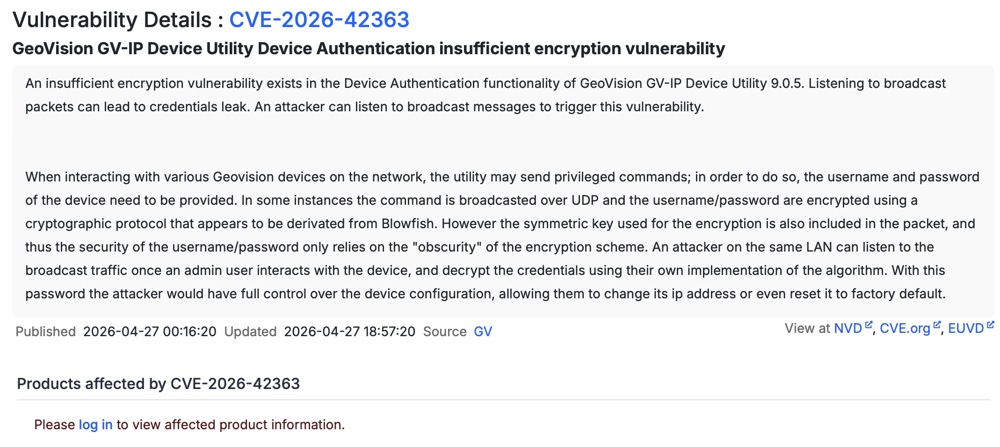 Vulnerability Details : CVE-2026-42363
GeoVision GV-IP Device Utility Device Authentication insufficient encryption vulnerability
An insufficient encryption vulnerability exists in the Device Authentication functionality of GeoVision GV-IP Device Utility 9.0.5. Listening to broadcast
packets can lead to credentials leak. An attacker can listen to broadcast messages to trigger this vulnerability.
When interacting with various Geovision devices on the network, the utility may send privileged commands; in order to do so, the username and password
of the device need to be provided. In some instances the command is broadcasted over UDP and the username/password are encrypted using a
cryptographic protocol that appears to be derivated from Blowfish. However the symmetric key used for the encryption is also included in the packet, and
thus the security of the username/password only relies on the "obscurity" of the encryption scheme. An attacker on the same LAN can listen to the
broadcast traffic once an admin user interacts with the device, and decrypt the credentials using their own implementation of the algorithm. With this
password the attacker would have full control over the device configuration, allowing them to change its ip address or even reset it to factory default.
Published 2026-04-27 00:16:20 Updated 2026-04-27 18:57:20 Source GV
View at NVD, CVE.org, EUVD
Products affected by CVE-2026-42363
Please log in to view affected product information.